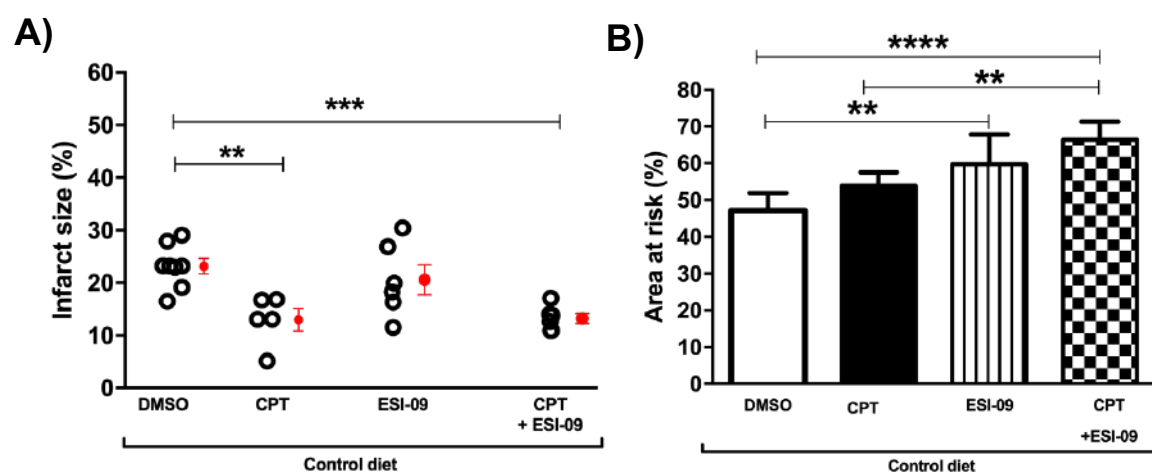 A)
Infarct size (%)
60
50
40
30
20
10
0
***
**
DMSO CPT ESI-09 CPT
+ ESI-09
Control diet
B)
Area at risk (%)
80
70
60
50
40
30
20
10
0
****
**
**
DMSO CPT ESI-09 CPT
+ESI-09
Control diet